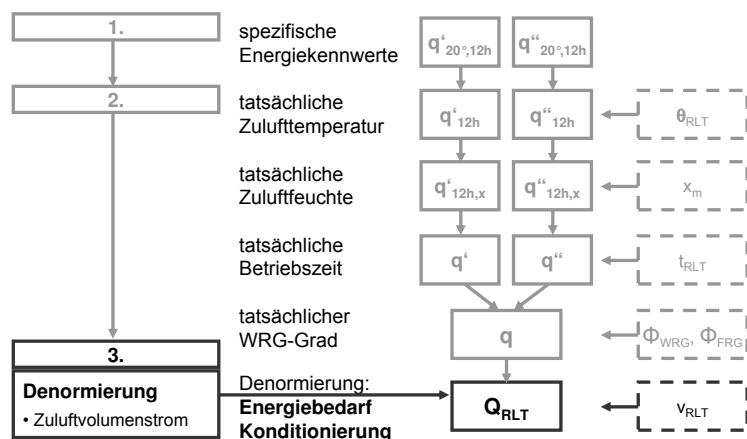 1.
spezifische
Energiekennwerte
q‘20°,12h
q“20°,12h
2.
tatsächliche
Zulufttemperatur
q‘12h
q“12h
θRLT
tatsächliche
Zuluftfeuchte
q‘12h,x
q“12h,x
xm
tatsächliche
Betriebszeit
q‘
q“
tRLT
tatsächlicher
WRG-Grad
q
ΦWRG, ΦFRG
3.
Denormierung
• Zuluftvolumenstrom
Denormierung:
Energiebedarf
Konditionierung
QRLT
vRLT